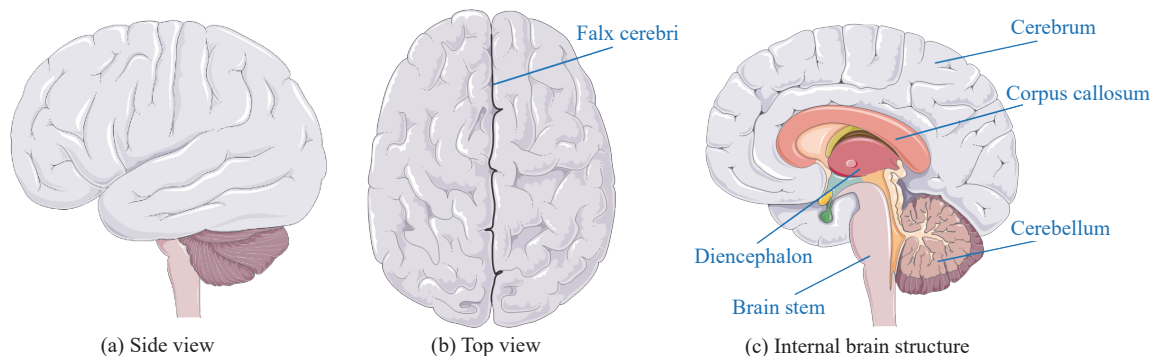 Falx cerebri
Cerebrum
Corpus callosum
Cerebellum
Diencephalon
Brain stem
(a) Side view
(b) Top view
(c) Internal brain structure